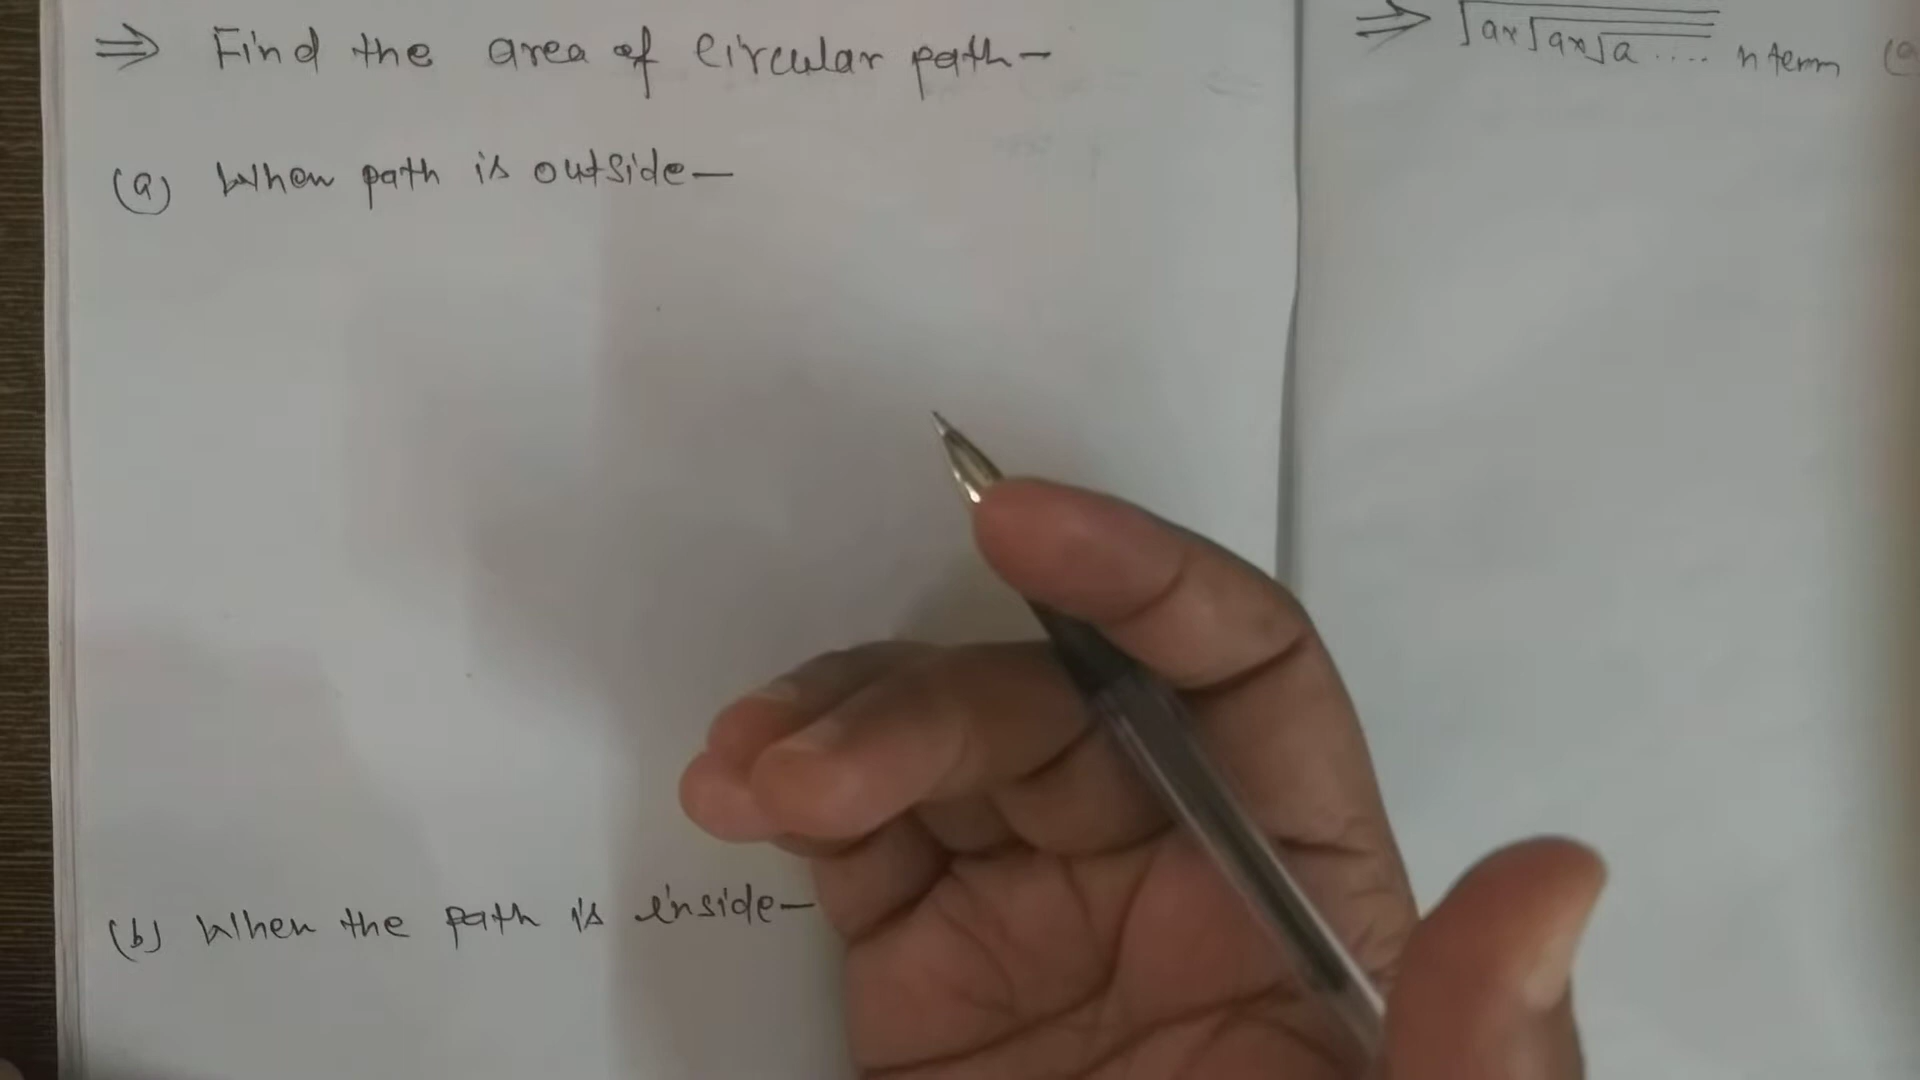 ⇒ Find the area of circular path-
(a) When path is outside-
(b) When the path is inside-
⇒ √a×√a×√a .... n term (a